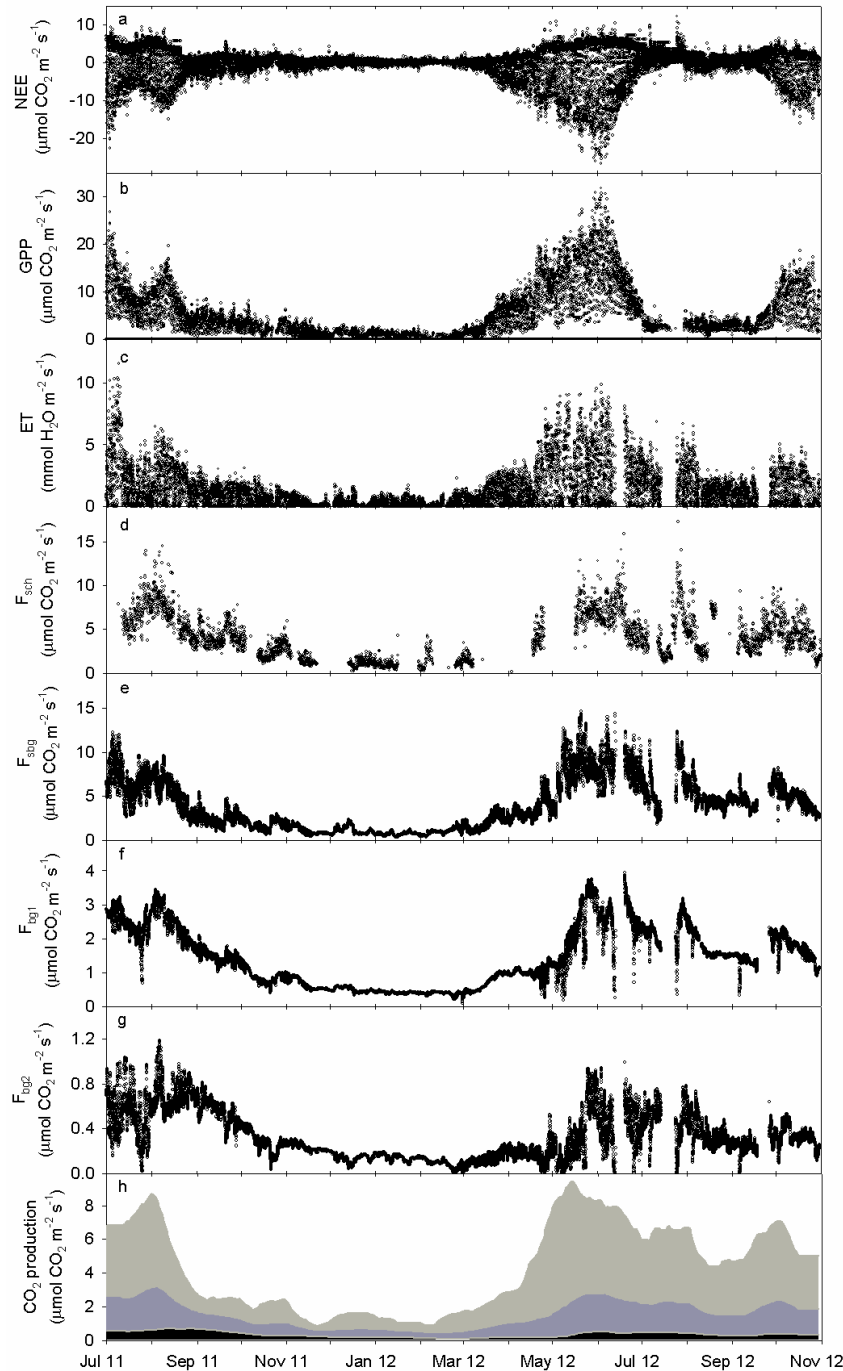 a
10
0
-10
-20
NEE
(μmol CO₂ m⁻² s⁻¹)
b
30
20
10
0
GPP
(μmol CO₂ m⁻² s⁻¹)
c
10
5
0
ET
(mmol H₂O m⁻² s⁻¹)
d
15
10
5
0
F_sch
(μmol CO₂ m⁻² s⁻¹)
e
15
10
5
0
F_sbg
(μmol CO₂ m⁻² s⁻¹)
f
4
3
2
1
0
F_bg1
(μmol CO₂ m⁻² s⁻¹)
g
1.2
0.8
0.4
0.0
F_bg2
(μmol CO₂ m⁻² s⁻¹)
h
8
6
4
2
0
CO₂ production
(μmol CO₂ m⁻² s⁻¹)
Jul 11 Sep 11 Nov 11 Jan 12 Mar 12 May 12 Jul 12 Sep 12 Nov 12